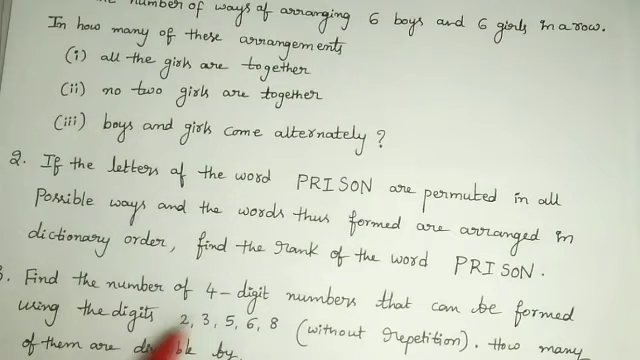 number of ways of arranging 6 boys and 6 girls in a row.
In how many of these arrangements
(i) all the girls are together
(ii) no two girls are together
(iii) boys and girls come alternately ?
2. If the letters of the word PRISON are permuted in all
Possible ways and the words thus formed are arranged in
dictionary order, find the rank of the word PRISON.
3. Find the number of 4-digit numbers that can be formed
using the digits 2, 3, 5, 6, 8 (without repetition). How many
of them are by